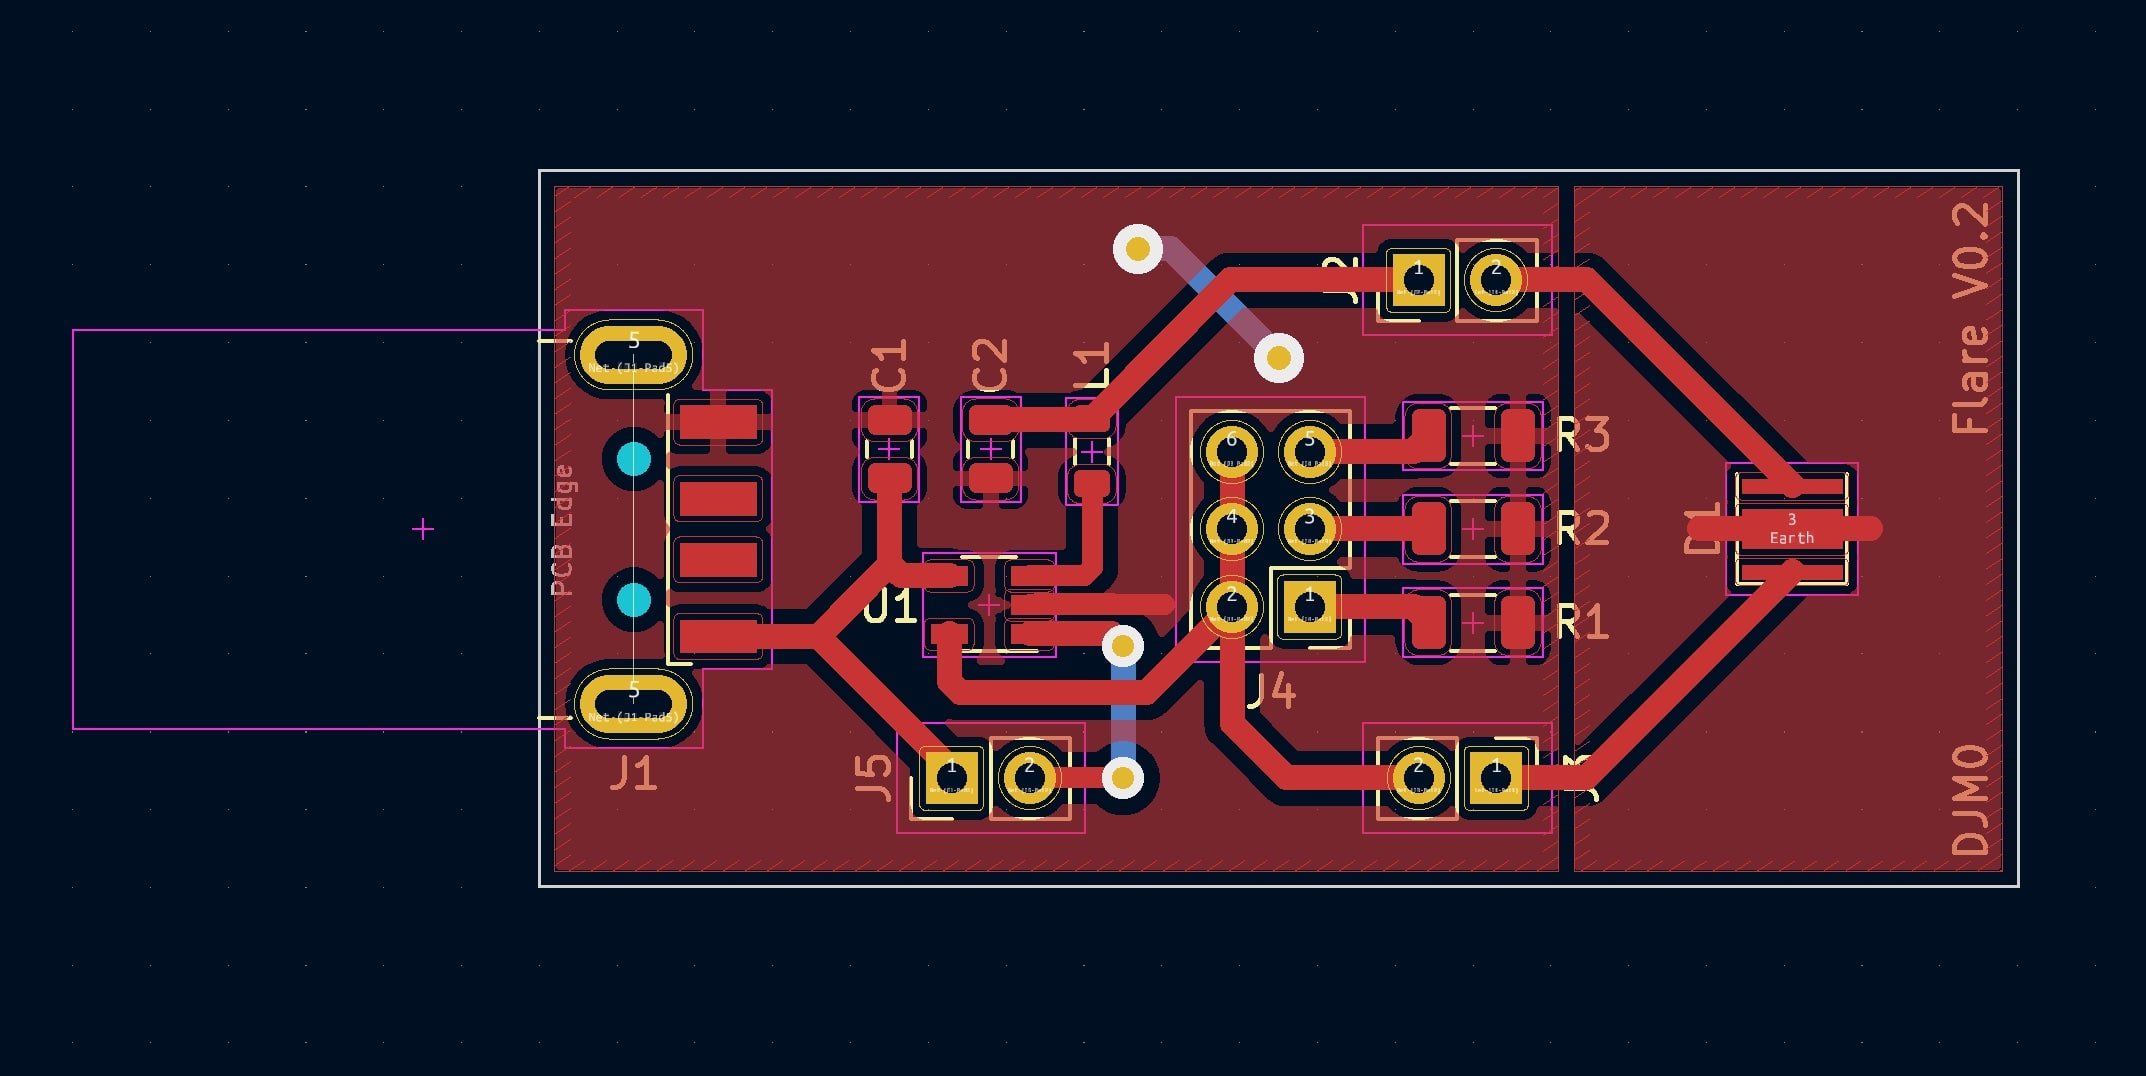 Flare V0.2
1
2
5
Net-(J1-Pad5)
C1
C2
L1
6
5
R3
PCB Edge
4
3
R2
3
Earth
D1
U1
2
1
R1
5
Net-(J1-Pad5)
J4
J1
J5
1
2
2
1
DJM0